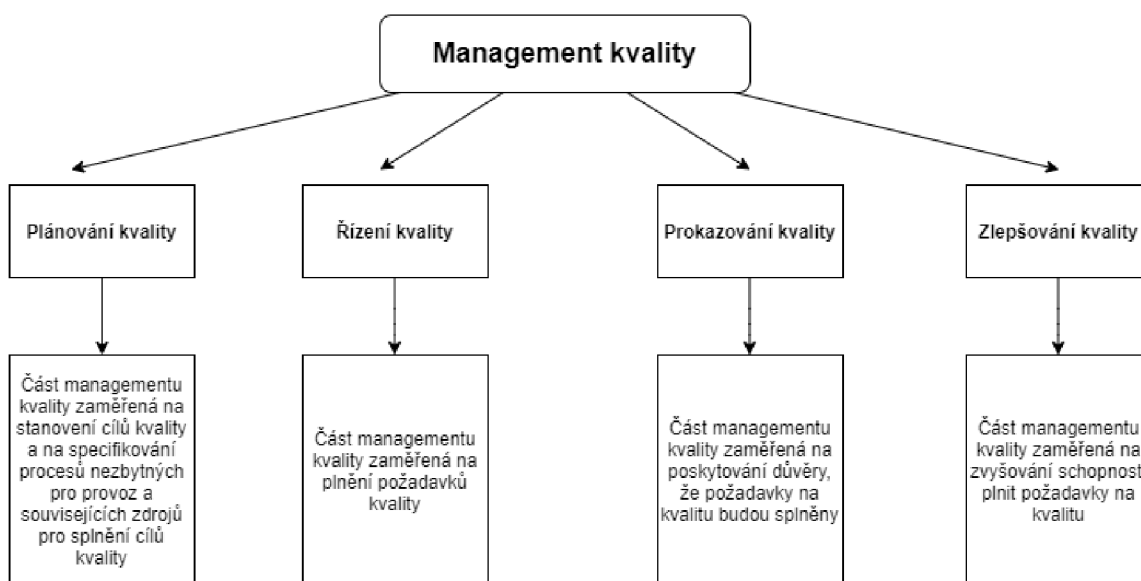 Management kvality
Plánování kvality
Řízení kvality
Prokazování kvality
Zlepšování kvality
Část managementu
kvality zaměřená na
stanovení cílů kvality
a na specifikování
procesů nezbytných
pro provoz a
souvisejících zdrojů
pro splnění cílů
kvality
Část managementu
kvality zaměřená na
plnění požadavků
kvality
Část managementu
kvality zaměřená na
poskytování důvěry,
že požadavky na
kvalitu budou splněny
Část managementu
kvality zaměřená na
zvyšování schopnost
plnit požadavky na
kvalitu